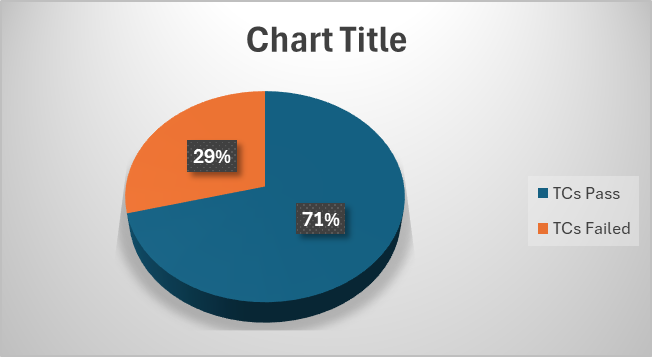 Chart Title
29%
71%
TCs Pass
TCs Failed